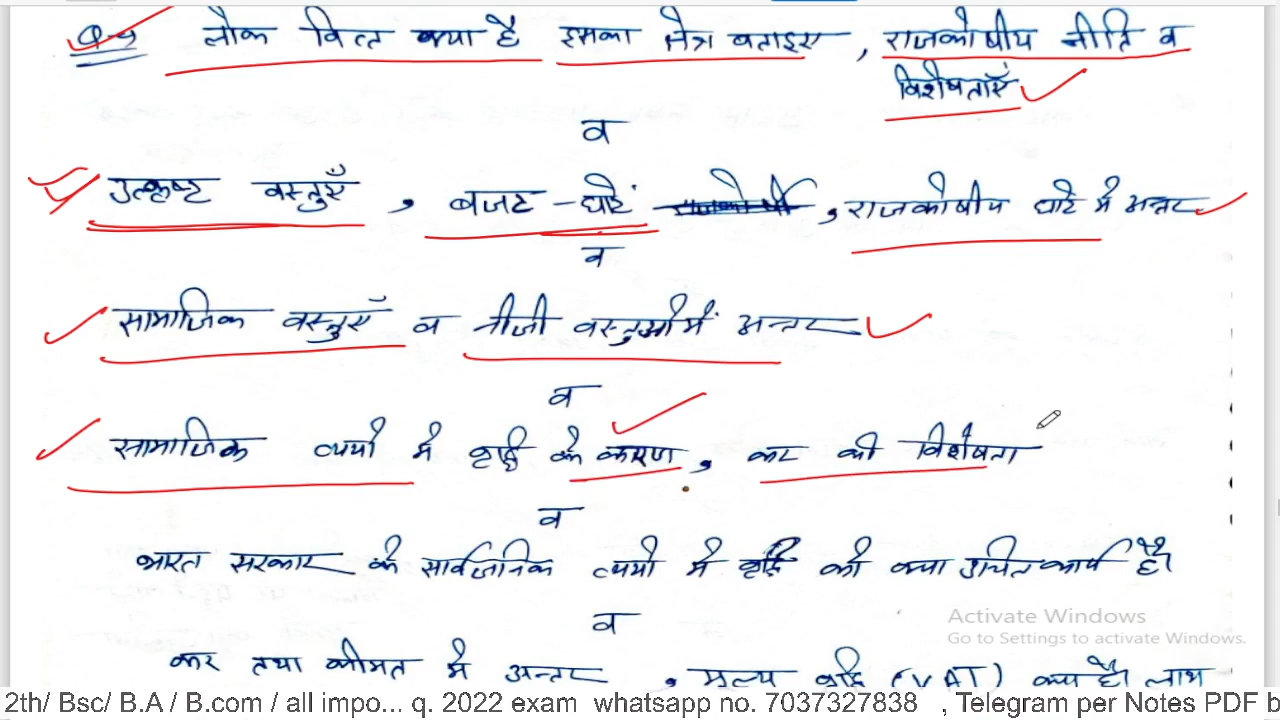 Q-1 लोक वित्त क्या है इसका क्षेत्र बताइए, राजकोषीय नीति व
विशेषताएँ
व
उत्कृष्ट वस्तुएँ, बजट-घाटे, राजकोषीय घाटे में अन्तर
व
सामाजिक वस्तुएँ व नीजी वस्तुओं में अन्तर
व
सामाजिक व्ययो में वृद्धि के कारण, कर की विशेषता
व
भारत सरकार के सार्वजनिक व्ययो में वृद्धि की क्या उचित कार्य है।
व
कर तथा कीमत में अन्तर, मूल्य वृद्धि (VAT) क्या है। लाभ
Activate Windows
Go to Settings to activate Windows.
2th/ Bsc/ B.A / B.com / all impo... q. 2022 exam whatsapp no. 7037327838 , Telegram per Notes PDF b